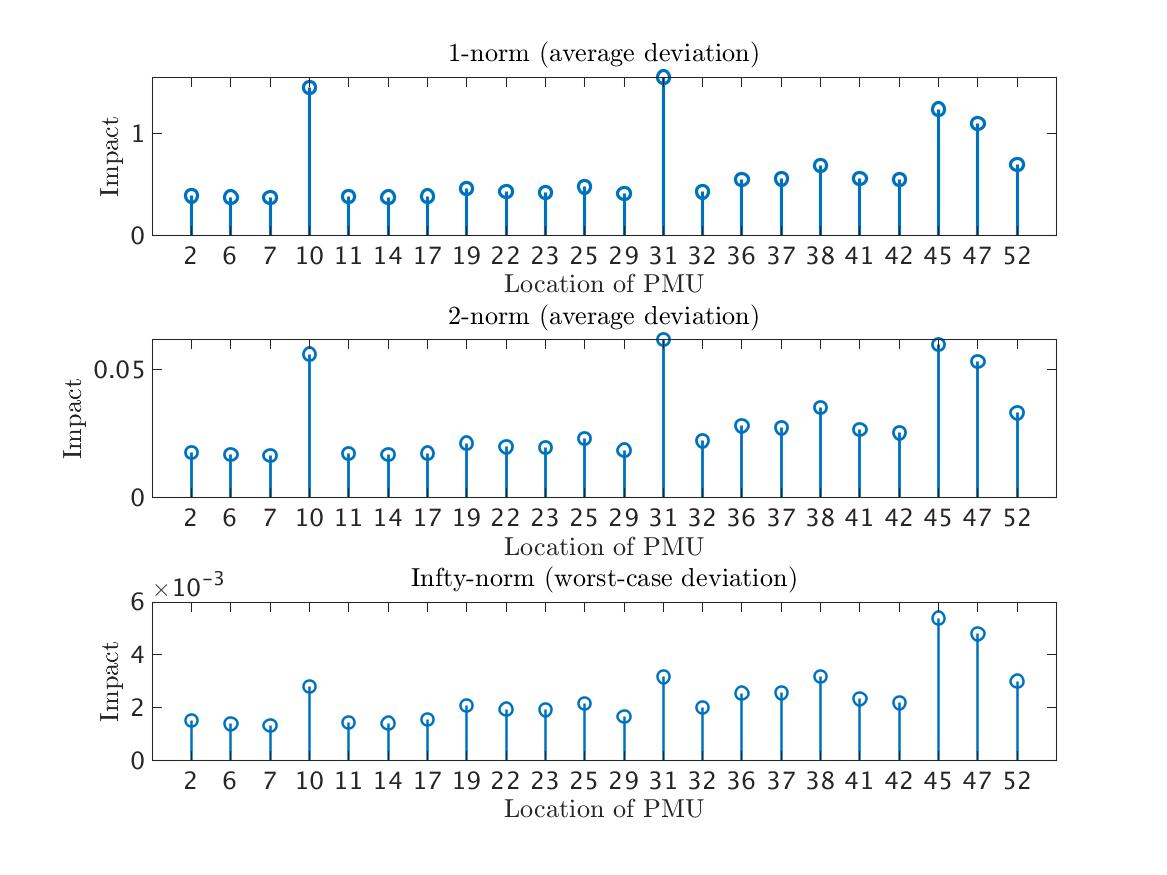 1-norm (average deviation)
Impact
1
0
2 6 7 10 11 14 17 19 22 23 25 29 31 32 36 37 38 41 42 45 47 52
Location of PMU
2-norm (average deviation)
Impact
0.05
0
2 6 7 10 11 14 17 19 22 23 25 29 31 32 36 37 38 41 42 45 47 52
Location of PMU
Infty-norm (worst-case deviation)
×10⁻³
Impact
6
4
2
0
2 6 7 10 11 14 17 19 22 23 25 29 31 32 36 37 38 41 42 45 47 52
Location of PMU